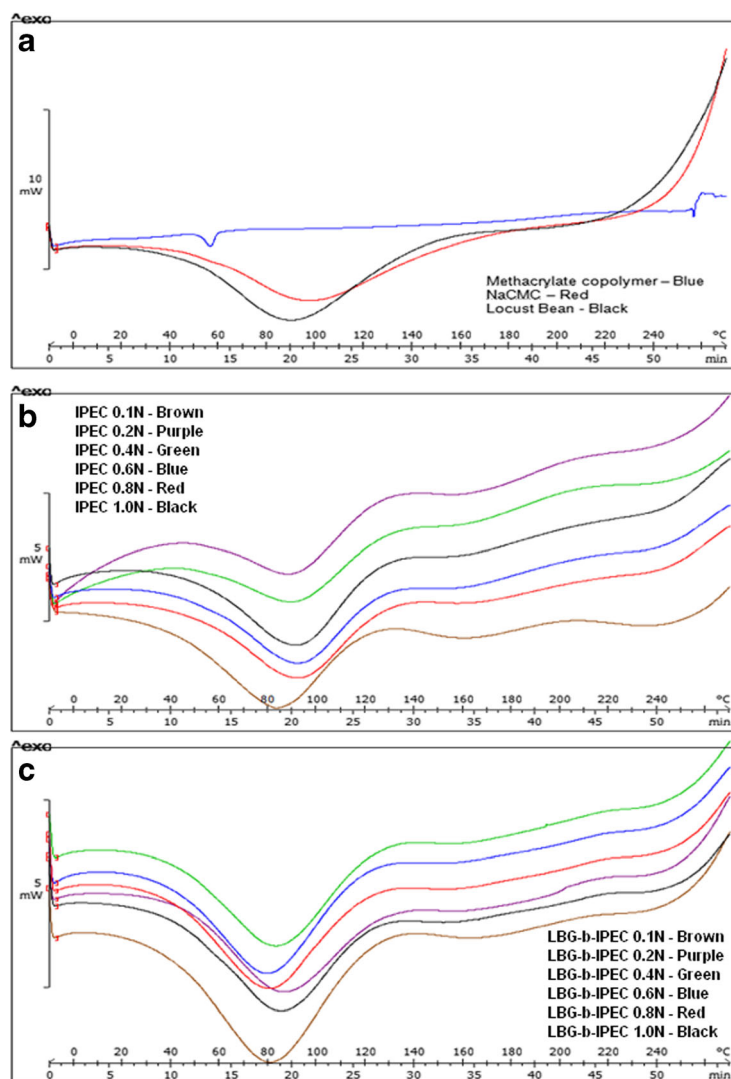 ^exo
a
10
mW
Methacrylate copolymer – Blue
NaCMC – Red
Locust Bean - Black
0 20 40 60 80 100 120 140 160 180 200 220 240 °C
0 5 10 15 20 25 30 35 40 45 50 min
^exo
b
IPEC 0.1N - Brown
IPEC 0.2N - Purple
IPEC 0.4N - Green
IPEC 0.6N - Blue
IPEC 0.8N - Red
IPEC 1.0N - Black
5
mW
0 20 40 60 80 100 120 140 160 180 200 220 240 °C
0 5 10 15 20 25 30 35 40 45 50 min
^exo
c
5
mW
LBG-b-IPEC 0.1N - Brown
LBG-b-IPEC 0.2N - Purple
LBG-b-IPEC 0.4N - Green
LBG-b-IPEC 0.6N - Blue
LBG-b-IPEC 0.8N - Red
LBG-b-IPEC 1.0N - Black
0 20 40 60 80 100 120 140 160 180 200 220 240 °C
0 5 10 15 20 25 30 35 40 45 50 min